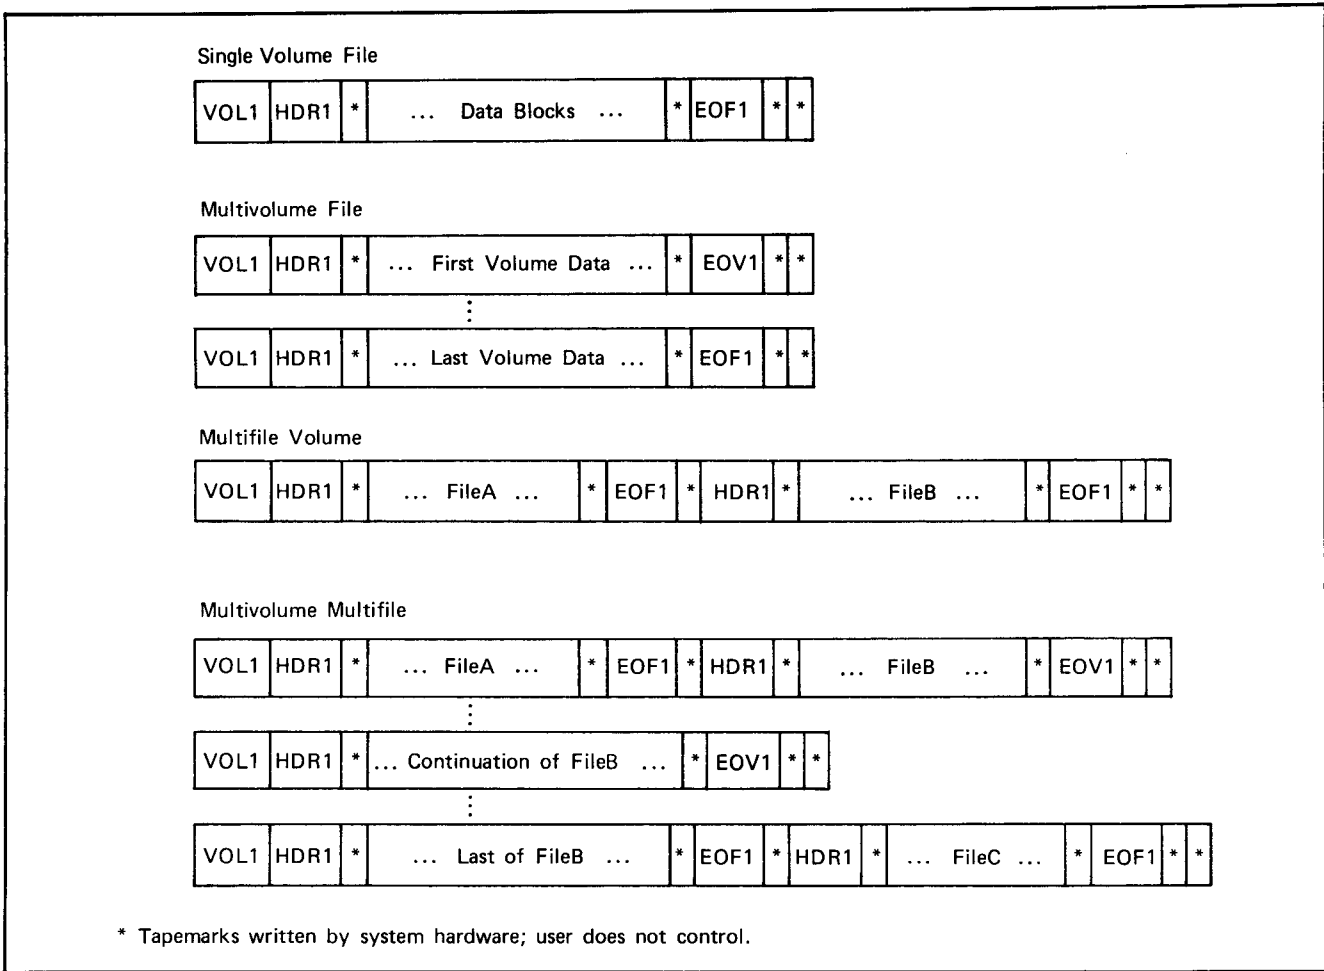 Single Volume File
VOL1 HDR1 * ... Data Blocks ... * EOF1 * *
Multivolume File
VOL1 HDR1 * ... First Volume Data ... * EOV1 * *
VOL1 HDR1 * ... Last Volume Data ... * EOF1 * *
Multifile Volume
VOL1 HDR1 * ... FileA ... * EOF1 * HDR1 * ... FileB ... * EOF1 * *
Multivolume Multifile
VOL1 HDR1 * ... FileA ... * EOF1 * HDR1 * ... FileB ... * EOV1 * *
VOL1 HDR1 * ... Continuation of FileB ... * EOV1 * *
VOL1 HDR1 * ... Last of FileB ... * EOF1 * HDR1 * ... FileC ... * EOF1 * *
* Tapemarks written by system hardware; user does not control.